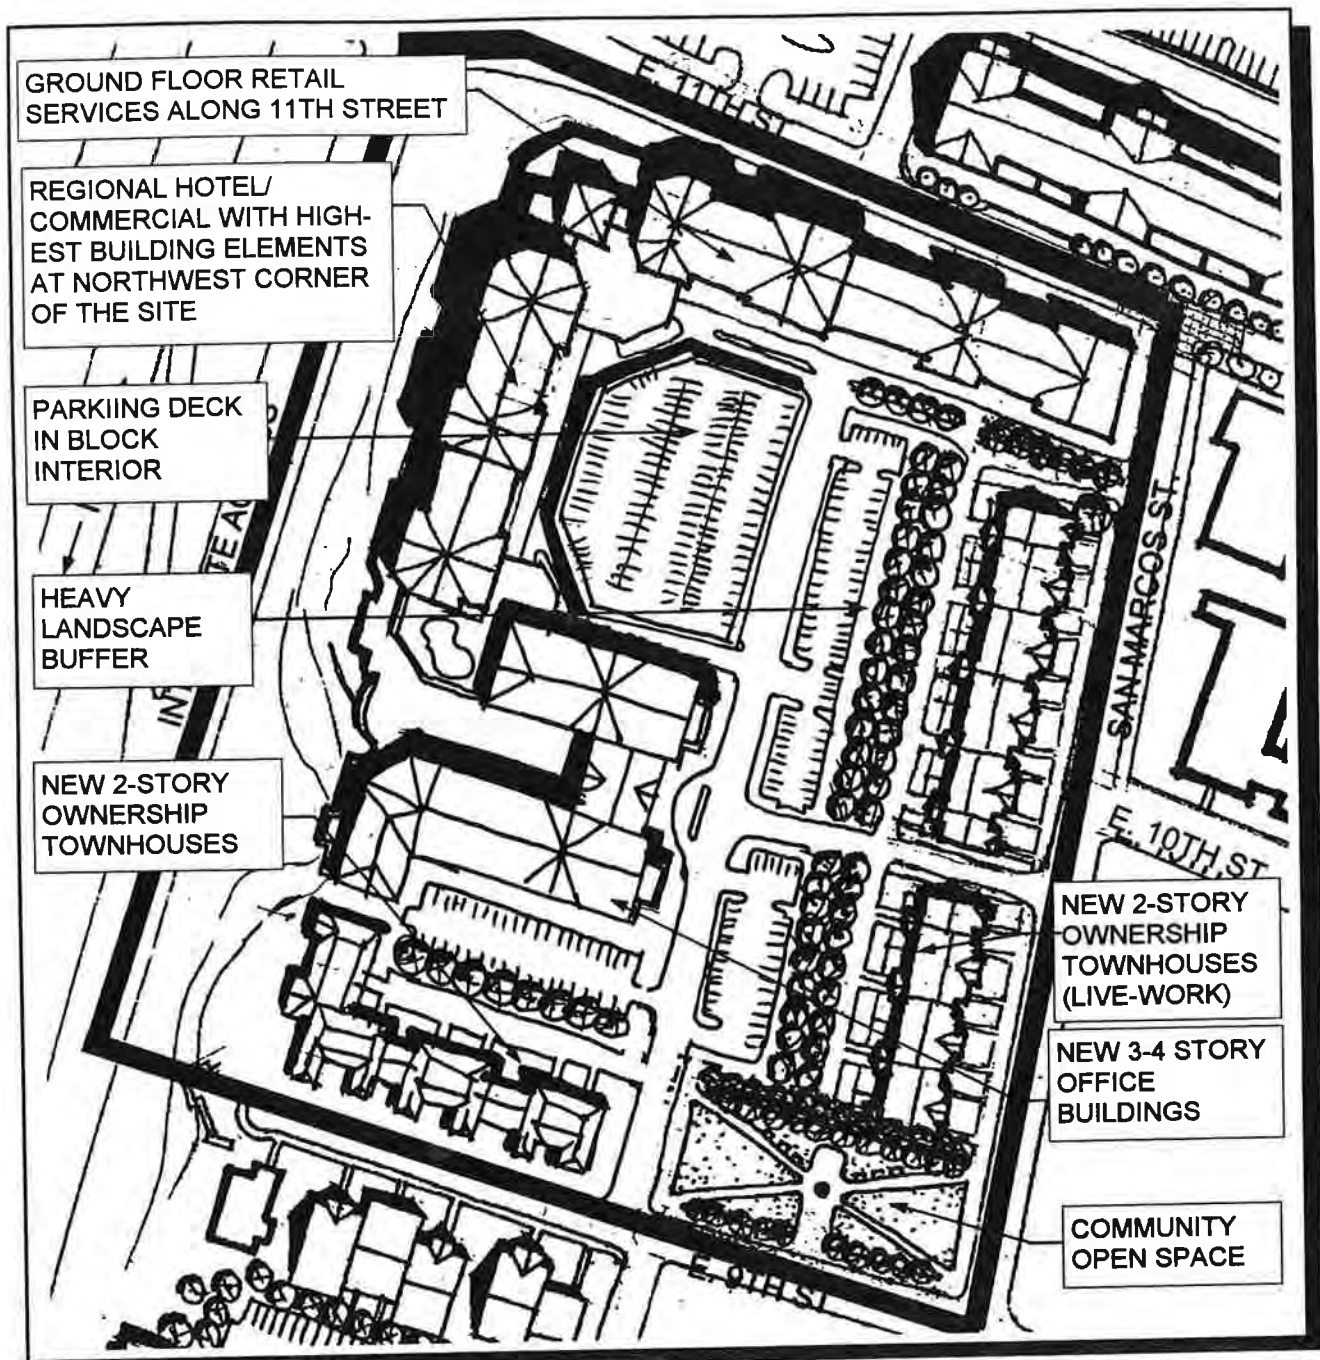 E. 11TH ST
GROUND FLOOR RETAIL
SERVICES ALONG 11TH STREET
REGIONAL HOTEL/
COMMERCIAL WITH HIGH-
EST BUILDING ELEMENTS
AT NORTHWEST CORNER
OF THE SITE
PARKIING DECK
IN BLOCK
INTERIOR
HEAVY
LANDSCAPE
BUFFER
SAN MARCOS ST.
NEW 2-STORY
OWNERSHIP
TOWNHOUSES
E. 10TH ST
NEW 2-STORY
OWNERSHIP
TOWNHOUSES
(LIVE-WORK)
NEW 3-4 STORY
OFFICE
BUILDINGS
COMMUNITY
OPEN SPACE
E. 9TH ST